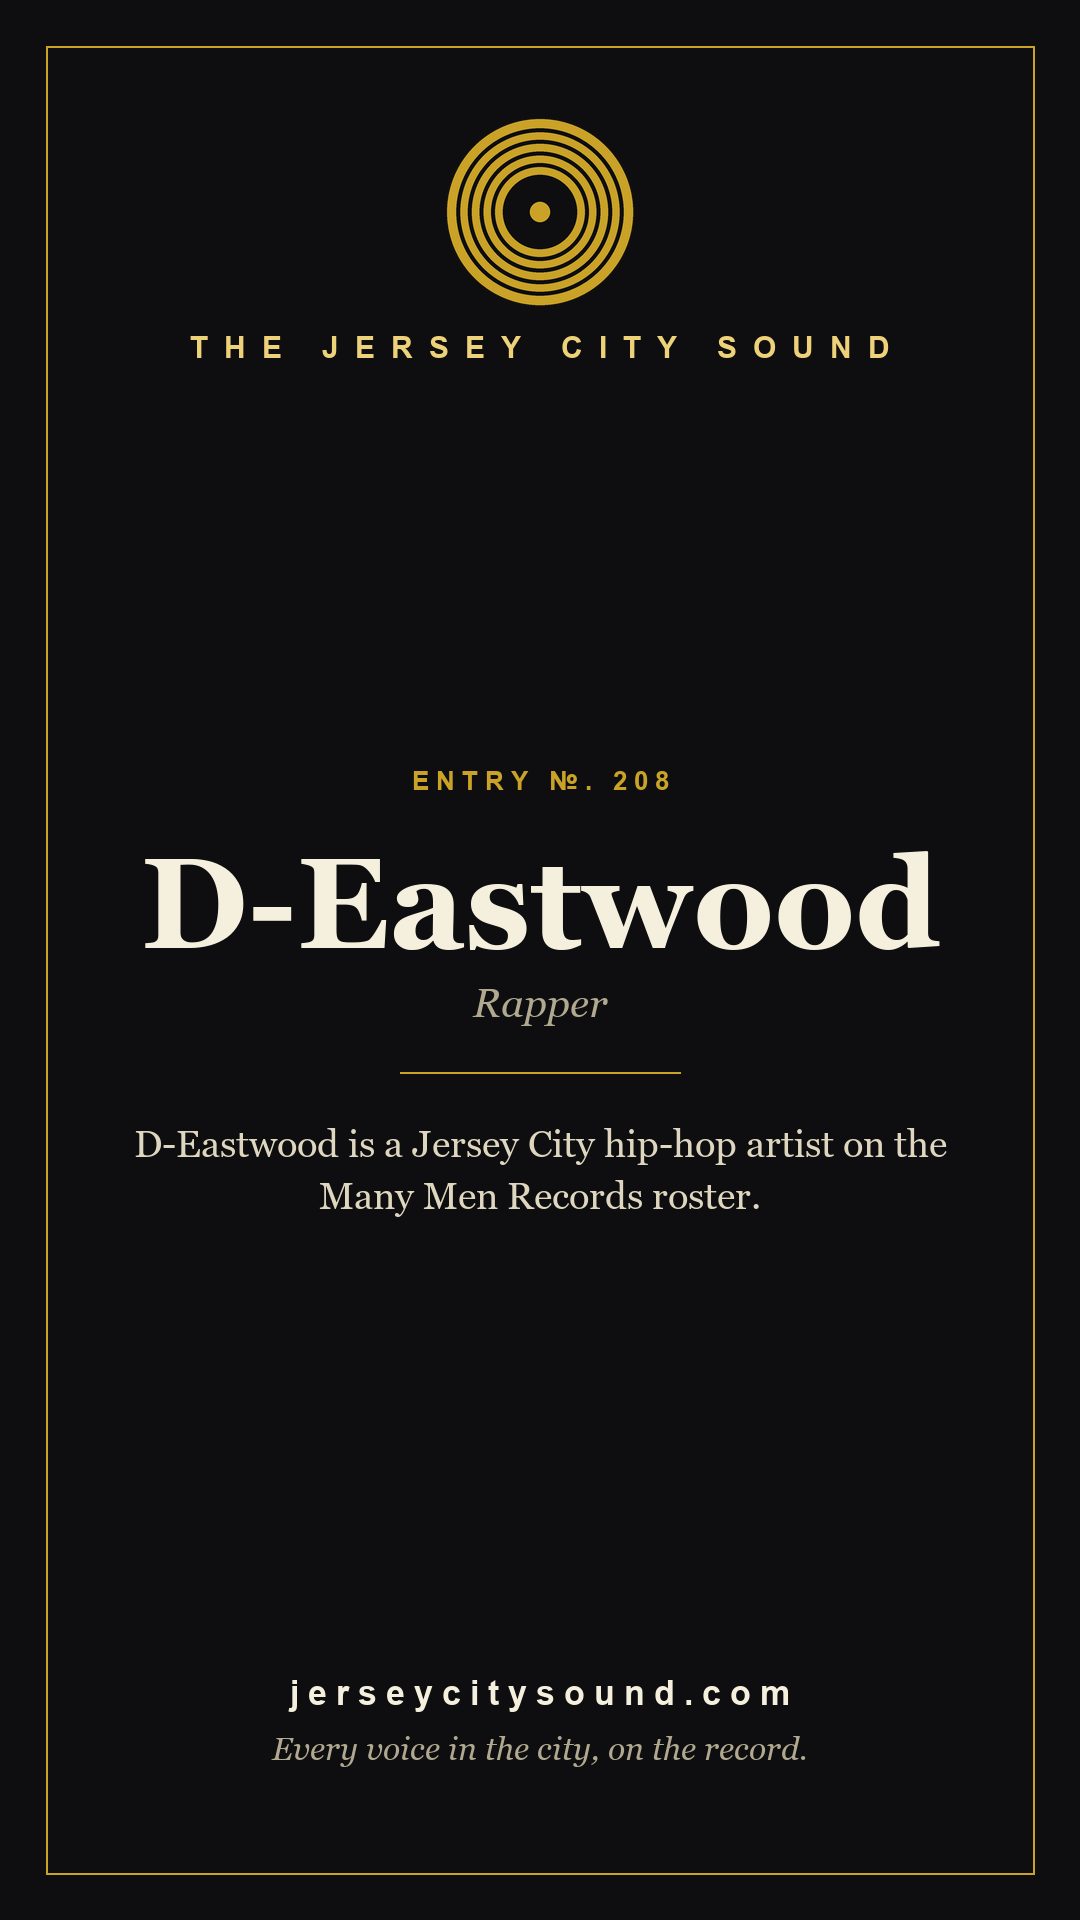 THE JERSEY CITY SOUND
ENTRY №. 208
D-Eastwood
Rapper
D-Eastwood is a Jersey City hip-hop artist on the
Many Men Records roster.
jerseycitysound.com
Every voice in the city, on the record.